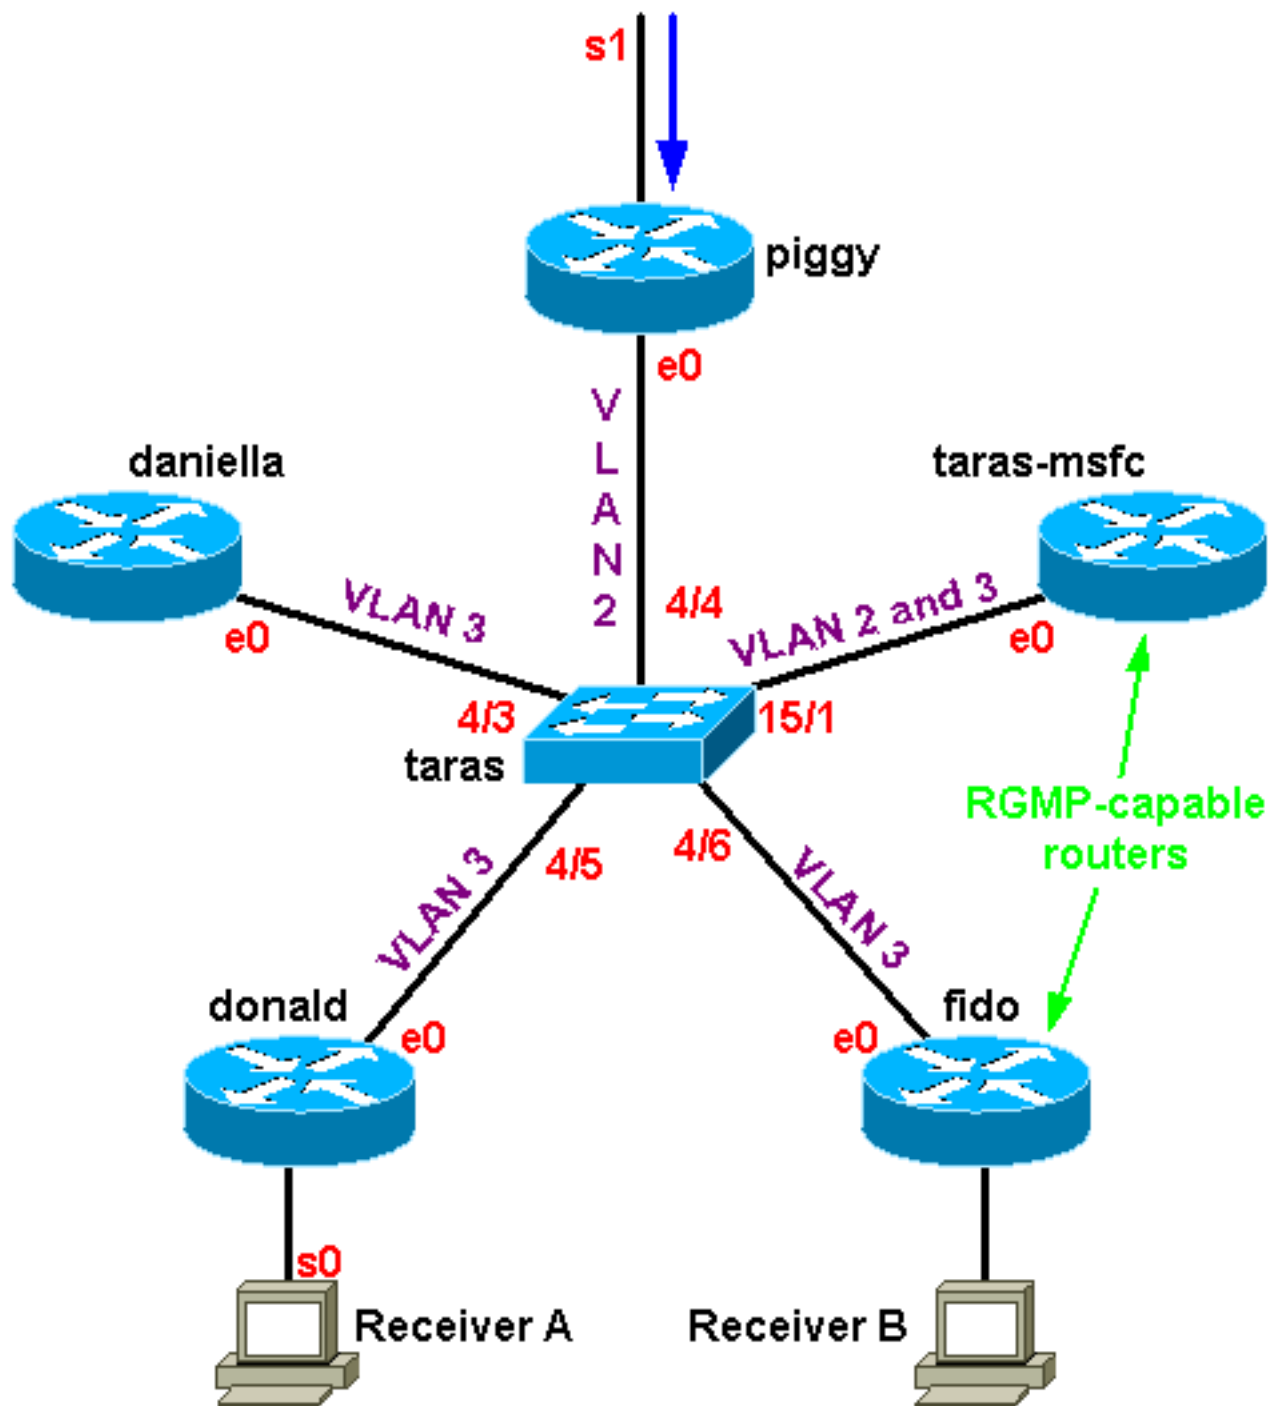 s1
piggy
e0
VLAN2
daniella
taras-msfc
VLAN 3
4/4
VLAN 2 and 3
e0
e0
4/3
15/1
taras
RGMP-capable
routers
4/5
4/6
VLAN 3
VLAN 3
donald
fido
e0
e0
s0
Receiver A
Receiver B